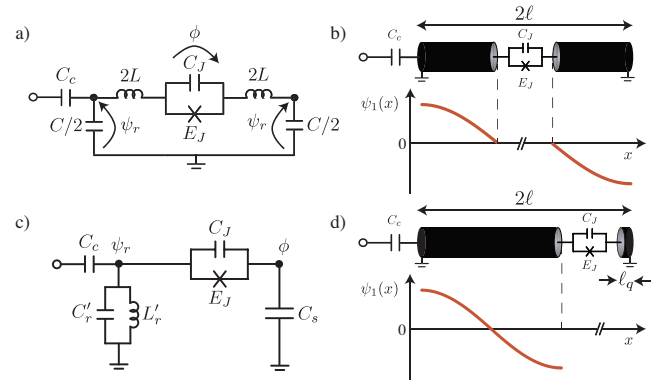 a)
ϕ
C_c
2L
C_J
2L
ψ_r
E_J
ψ_r
C/2
C/2
b)
2ℓ
C_c
C_J
E_J
ψ_1(x)
0
x
c)
C_c
ψ_r
C_J
ϕ
E_J
C'_r
L'_r
C_s
d)
2ℓ
C_c
C_J
E_J
ℓ_q
ψ_1(x)
0
x